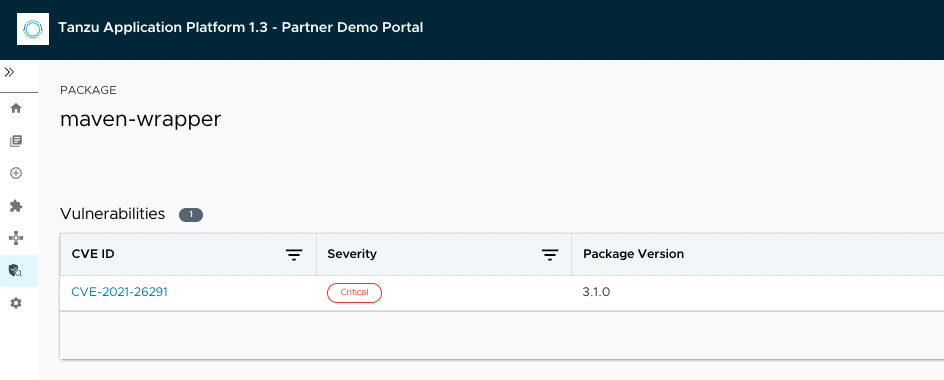 Tanzu Application Platform 1.3 - Partner Demo Portal
PACKAGE
maven-wrapper
Vulnerabilities 1
CVE ID Severity Package Version
CVE-2021-26291 Critical 3.1.0